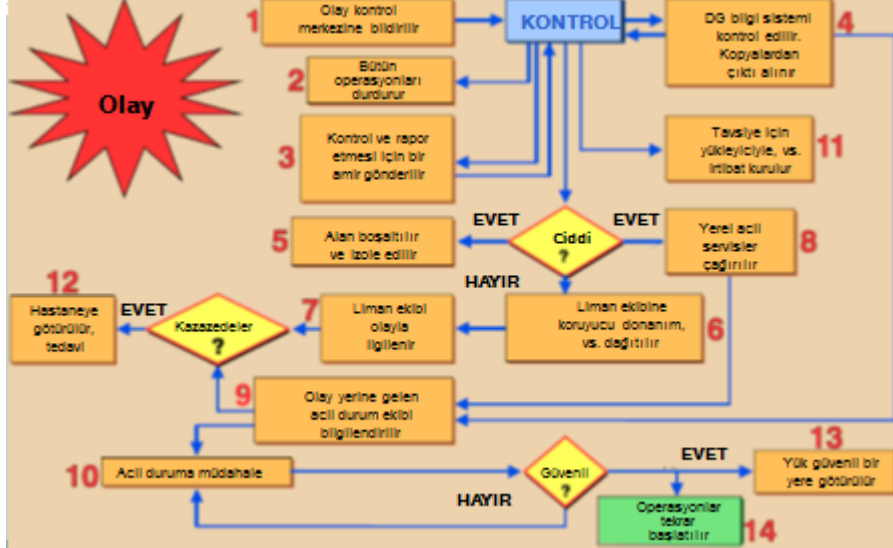 Olay
1
Olay kontrol
merkezine bildirilir
KONTROL
DG bilgi sistemi
kontrol edilir.
Kopyalardan
çıktı alınır
4
2
Bütün
operasyonları
durdurur
3
Kontrol ve rapor
etmesi için bir
amir gönderilir
Tavsiye için
yükleyiciyle, vs.
irtibat kurulur
11
5
Alan boşaltılır
ve izole edilir
EVET
Ciddi
?
EVET
Yerel acil
servisler
çağırılır
8
HAYIR
12
Hastaneye
götürülür,
tedavi
EVET
Kazazedeler
?
7
Liman ekibi
olayla
ilgilenir
Liman ekibine
koruyucu donanım,
vs. dağıtılır
6
9
Olay yerine gelen
acil durum ekibi
bilgilendirilir
10
Acil duruma müdahale
HAYIR
Güvenli
?
EVET
13
Yük güvenli bir
yere götürülür
Operasyonlar
tekrar
başlatılır
14